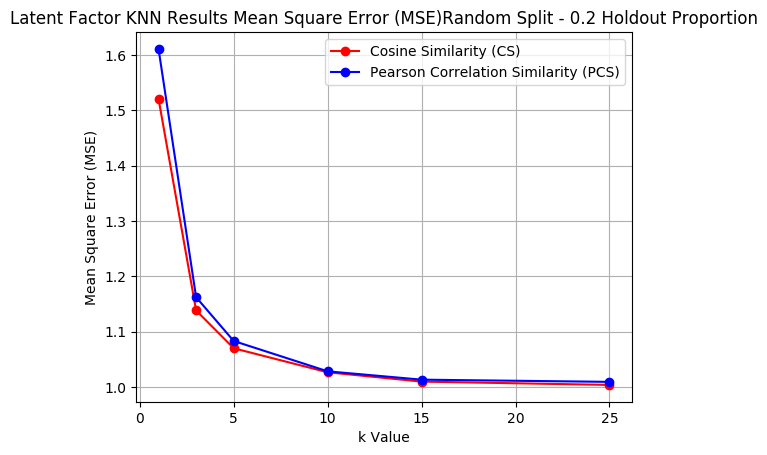 Latent Factor KNN Results Mean Square Error (MSE)Random Split - 0.2 Holdout Proportion
Cosine Similarity (CS)
Pearson Correlation Similarity (PCS)
Mean Square Error (MSE)
1.6
1.5
1.4
1.3
1.2
1.1
1.0
0 5 10 15 20 25
k Value